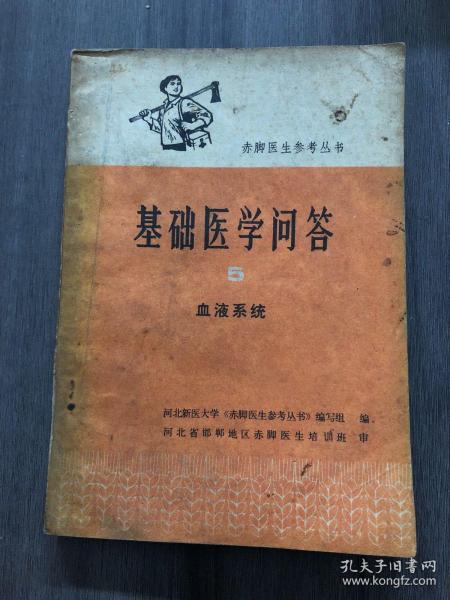 赤脚医生参考丛书
基础医学问答
5
血液系统
河北新医大学《赤脚医生参考丛书》编写组 编
河北省邯郸地区赤脚医生培训班 审
孔夫子旧书网
www.kongfz.com